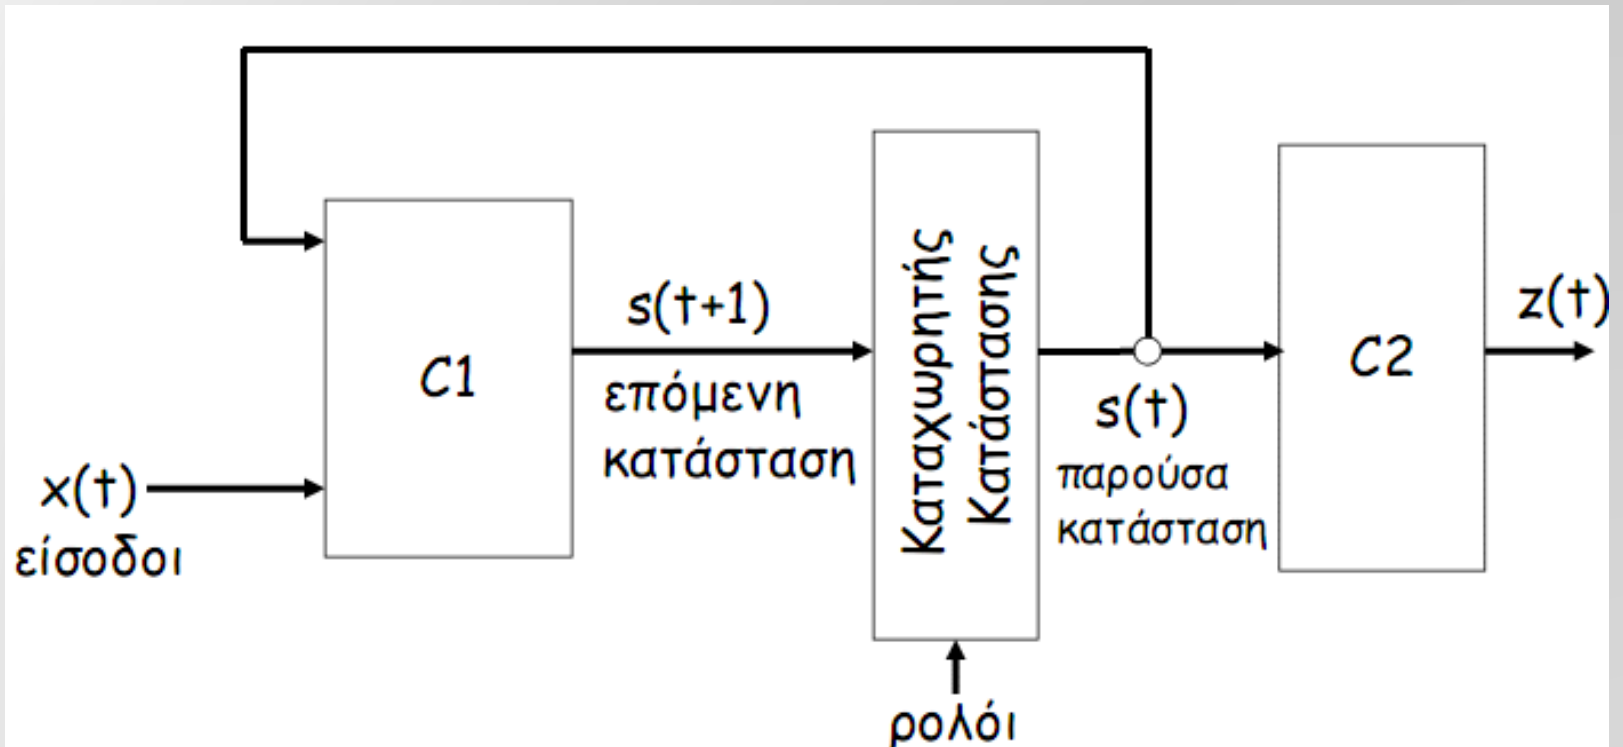 x(t)
είσοδοι
C1
s(t+1)
επόμενη
κατάσταση
Καταχωρητής
Κατάστασης
ρολόι
s(t)
παρούσα
κατάσταση
C2
z(t)